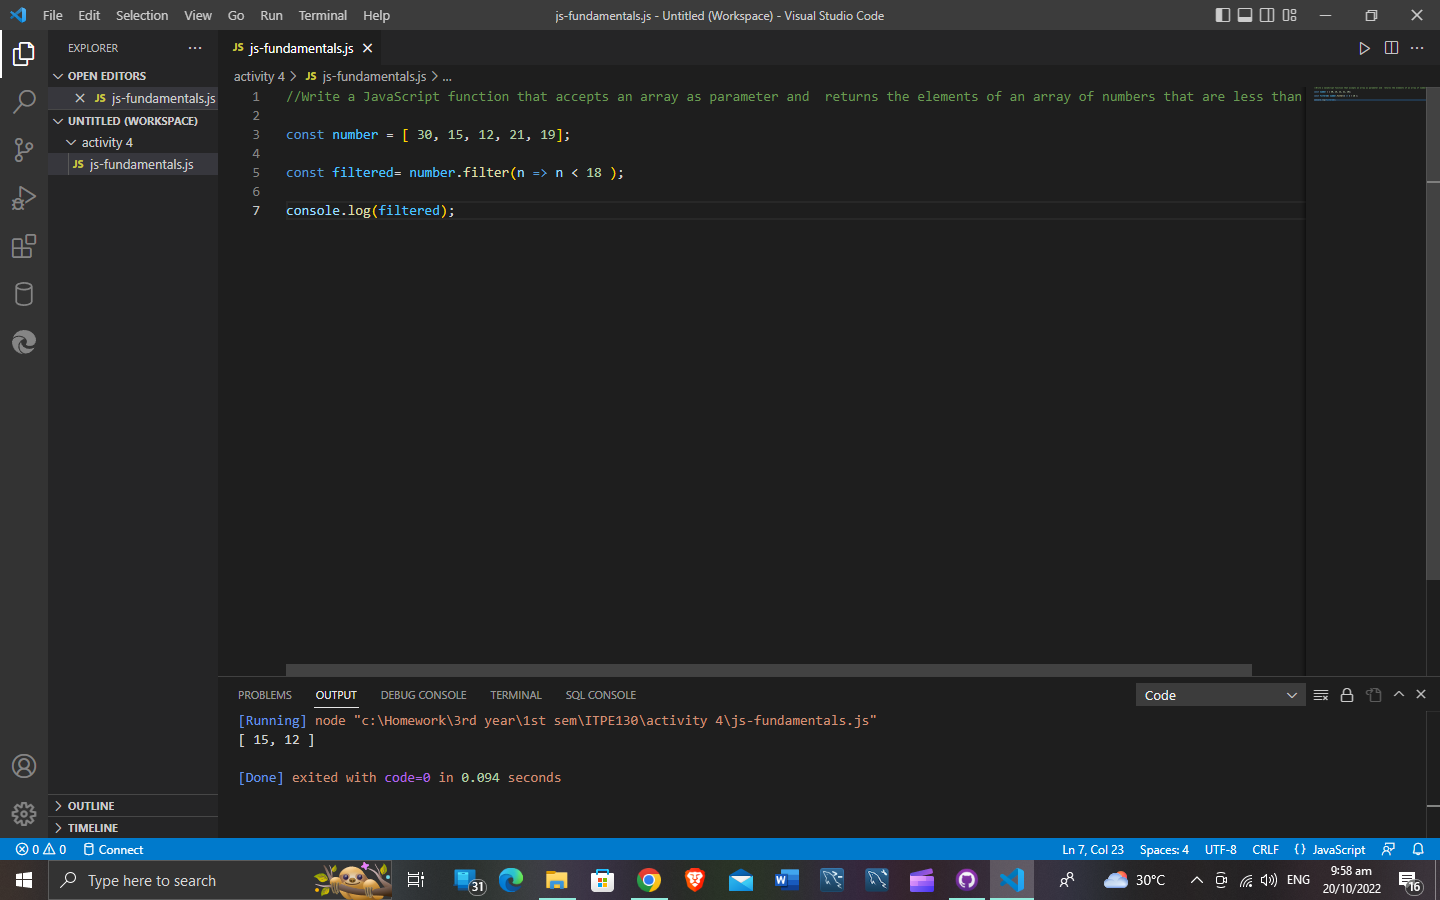 File Edit Selection View Go Run Terminal Help
js-fundamentals.js - Untitled (Workspace) - Visual Studio Code
EXPLORER
OPEN EDITORS
JS js-fundamentals.js
UNTITLED (WORKSPACE)
activity 4
JS js-fundamentals.js
OUTLINE
TIMELINE
JS js-fundamentals.js
activity 4 > JS js-fundamentals.js > ...
1 //Write a JavaScript function that accepts an array as parameter and  returns the elements of an array of numbers that are less than
2
3 const number = [ 30, 15, 12, 21, 19];
4
5 const filtered= number.filter(n => n < 18 );
6
7 console.log(filtered);
PROBLEMS OUTPUT DEBUG CONSOLE TERMINAL SQL CONSOLE
Code
[Running] node "c:\Homework\3rd year\1st sem\ITPE130\activity 4\js-fundamentals.js"
[ 15, 12 ]
[Done] exited with code=0 in 0.094 seconds
0 0 Connect
Ln 7, Col 23 Spaces: 4 UTF-8 CRLF {} JavaScript
Type here to search
31
W
30°C
ENG
9:58 am
20/10/2022
16